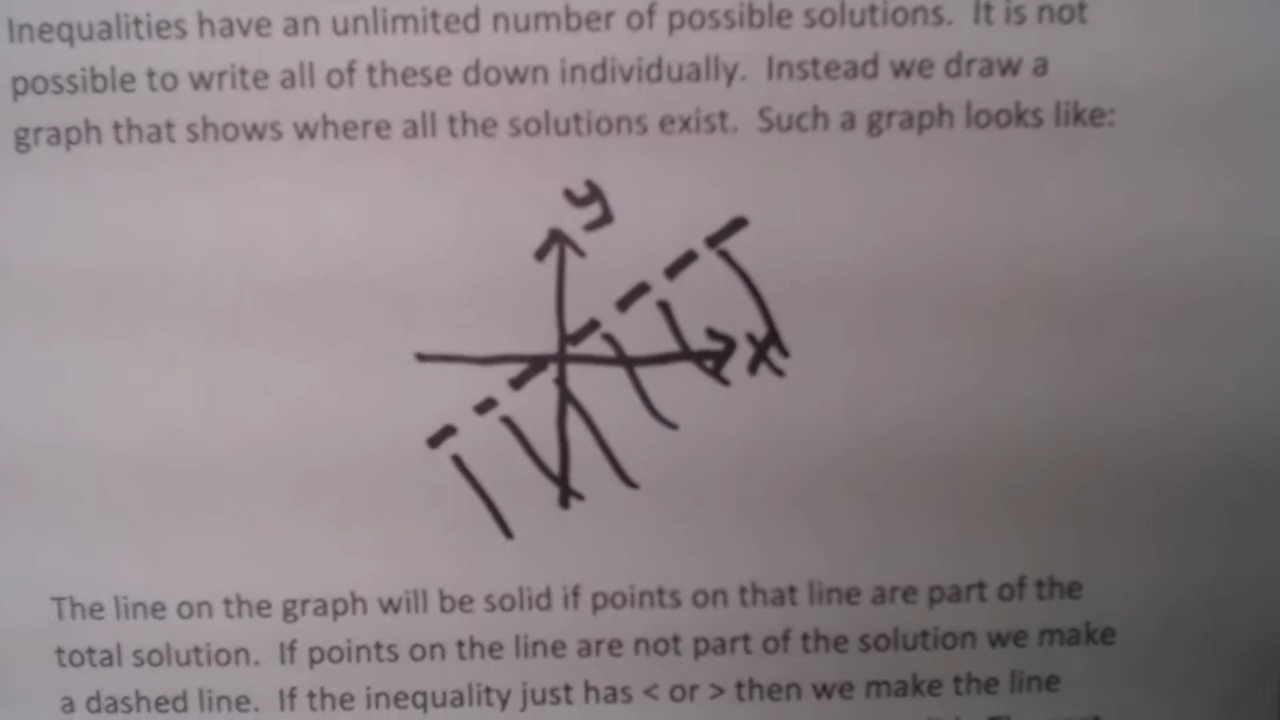 Inequalities have an unlimited number of possible solutions. It is not
possible to write all of these down individually. Instead we draw a
graph that shows where all the solutions exist. Such a graph looks like:
y
x
The line on the graph will be solid if points on that line are part of the
total solution. If points on the line are not part of the solution we make
a dashed line. If the inequality just has < or > then we make the line